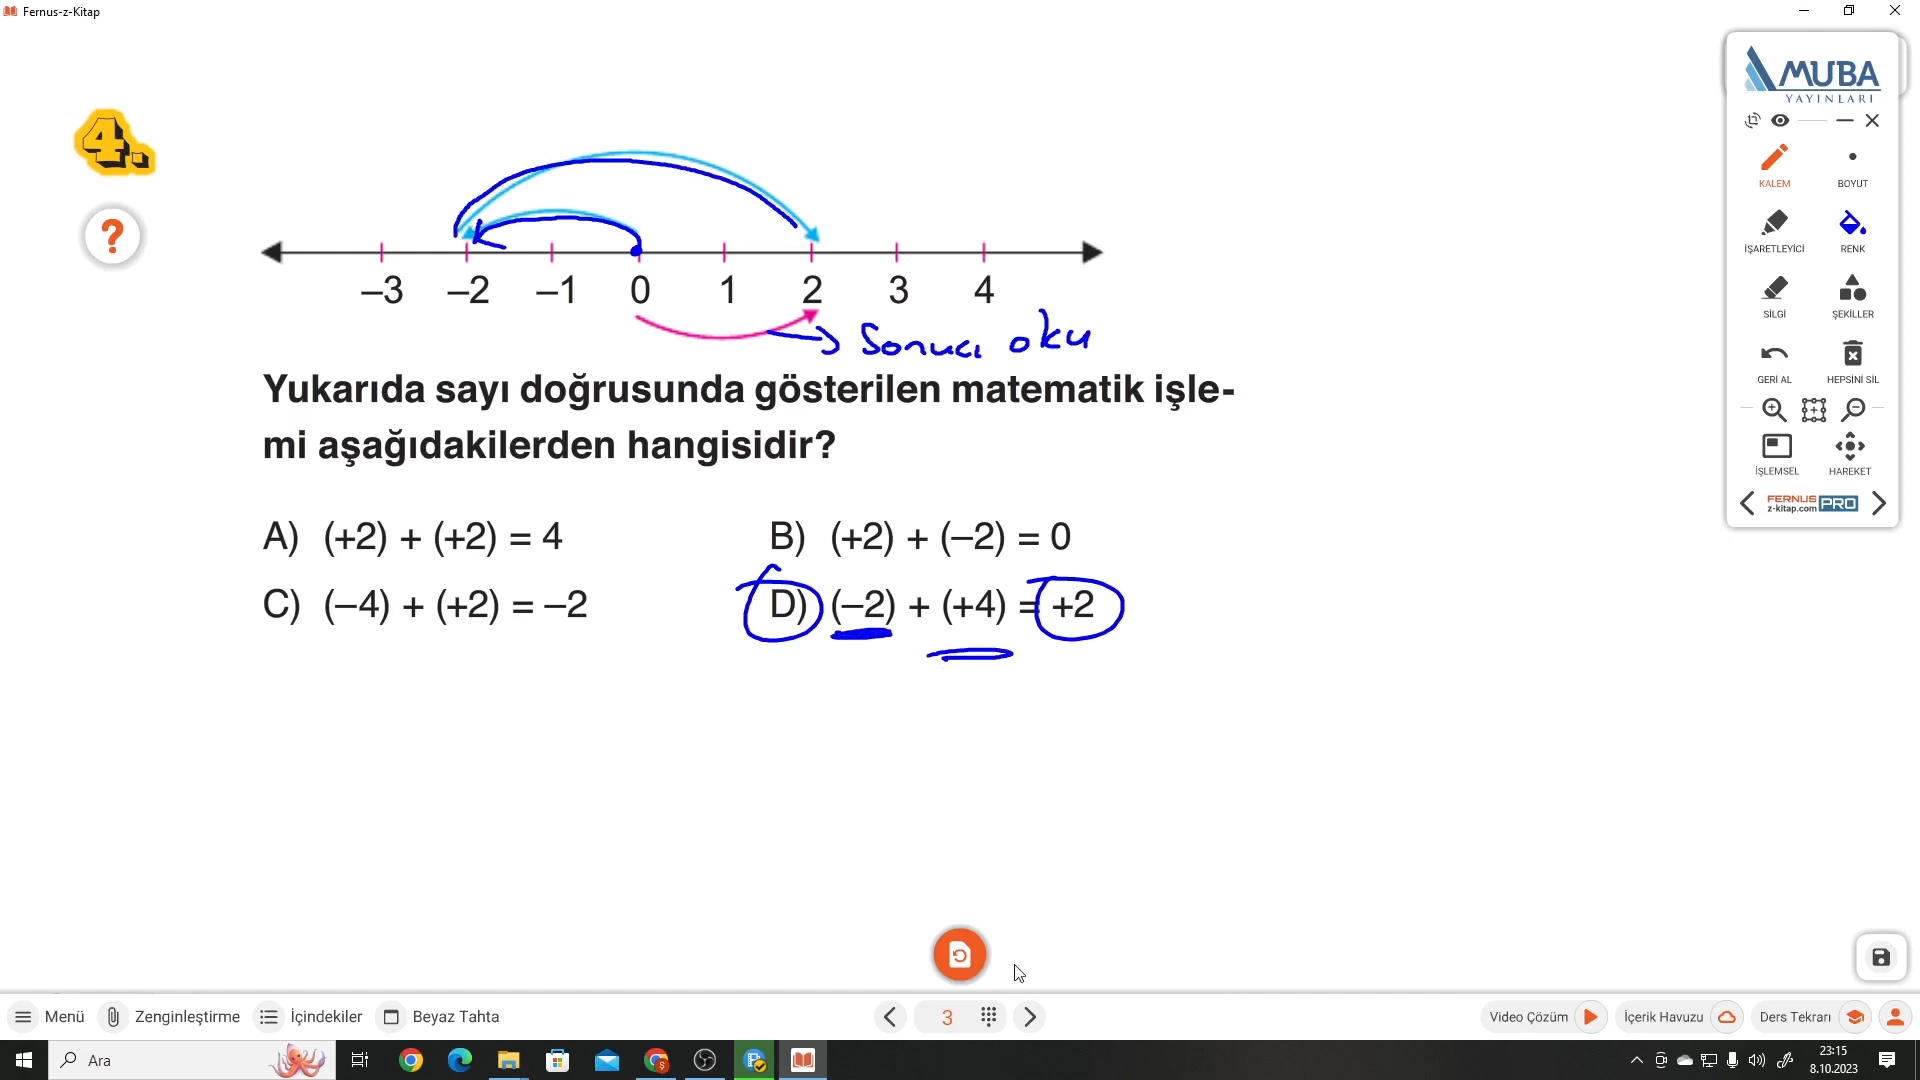 Fernus-z-Kitap
MUBA
YAYINLARI
4.
?
KALEM
BOYUT
İŞARETLEYİCİ
RENK
SİLGİ
ŞEKİLLER
GERİ AL
HEPSİNİ SİL
İŞLEMSEL
HAREKET
FERNUS PRO
z-kitap.com
–3 –2 –1 0 1 2 3 4
Sonucu oku
Yukarıda sayı doğrusunda gösterilen matematik işle-
mi aşağıdakilerden hangisidir?
A) (+2) + (+2) = 4
B) (+2) + (–2) = 0
C) (–4) + (+2) = –2
D) (–2) + (+4) = +2
Menü
Zenginleştirme
İçindekiler
Beyaz Tahta
3
Video Çözüm
İçerik Havuzu
Ders Tekrarı
Ara
23:15
8.10.2023